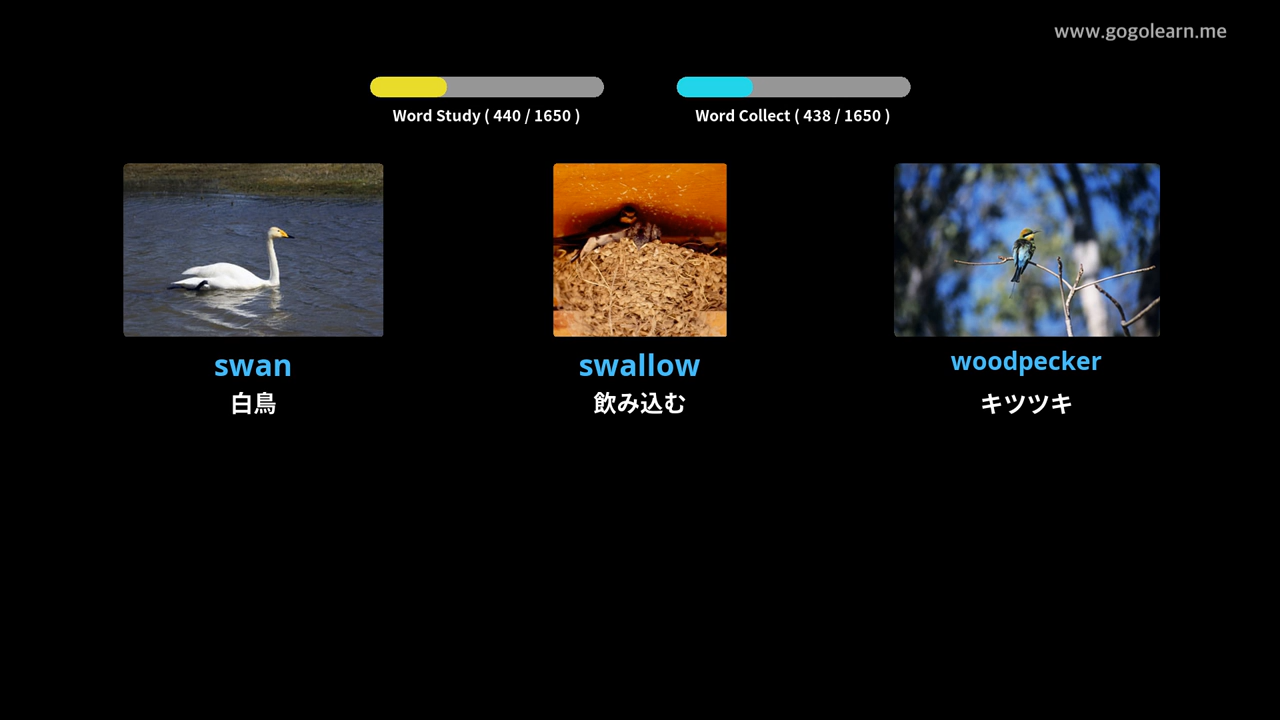 www.gogolearn.me
Word Study ( 440 / 1650 )
Word Collect ( 438 / 1650 )
swan
swallow
woodpecker
白鳥
飲み込む
キツツキ